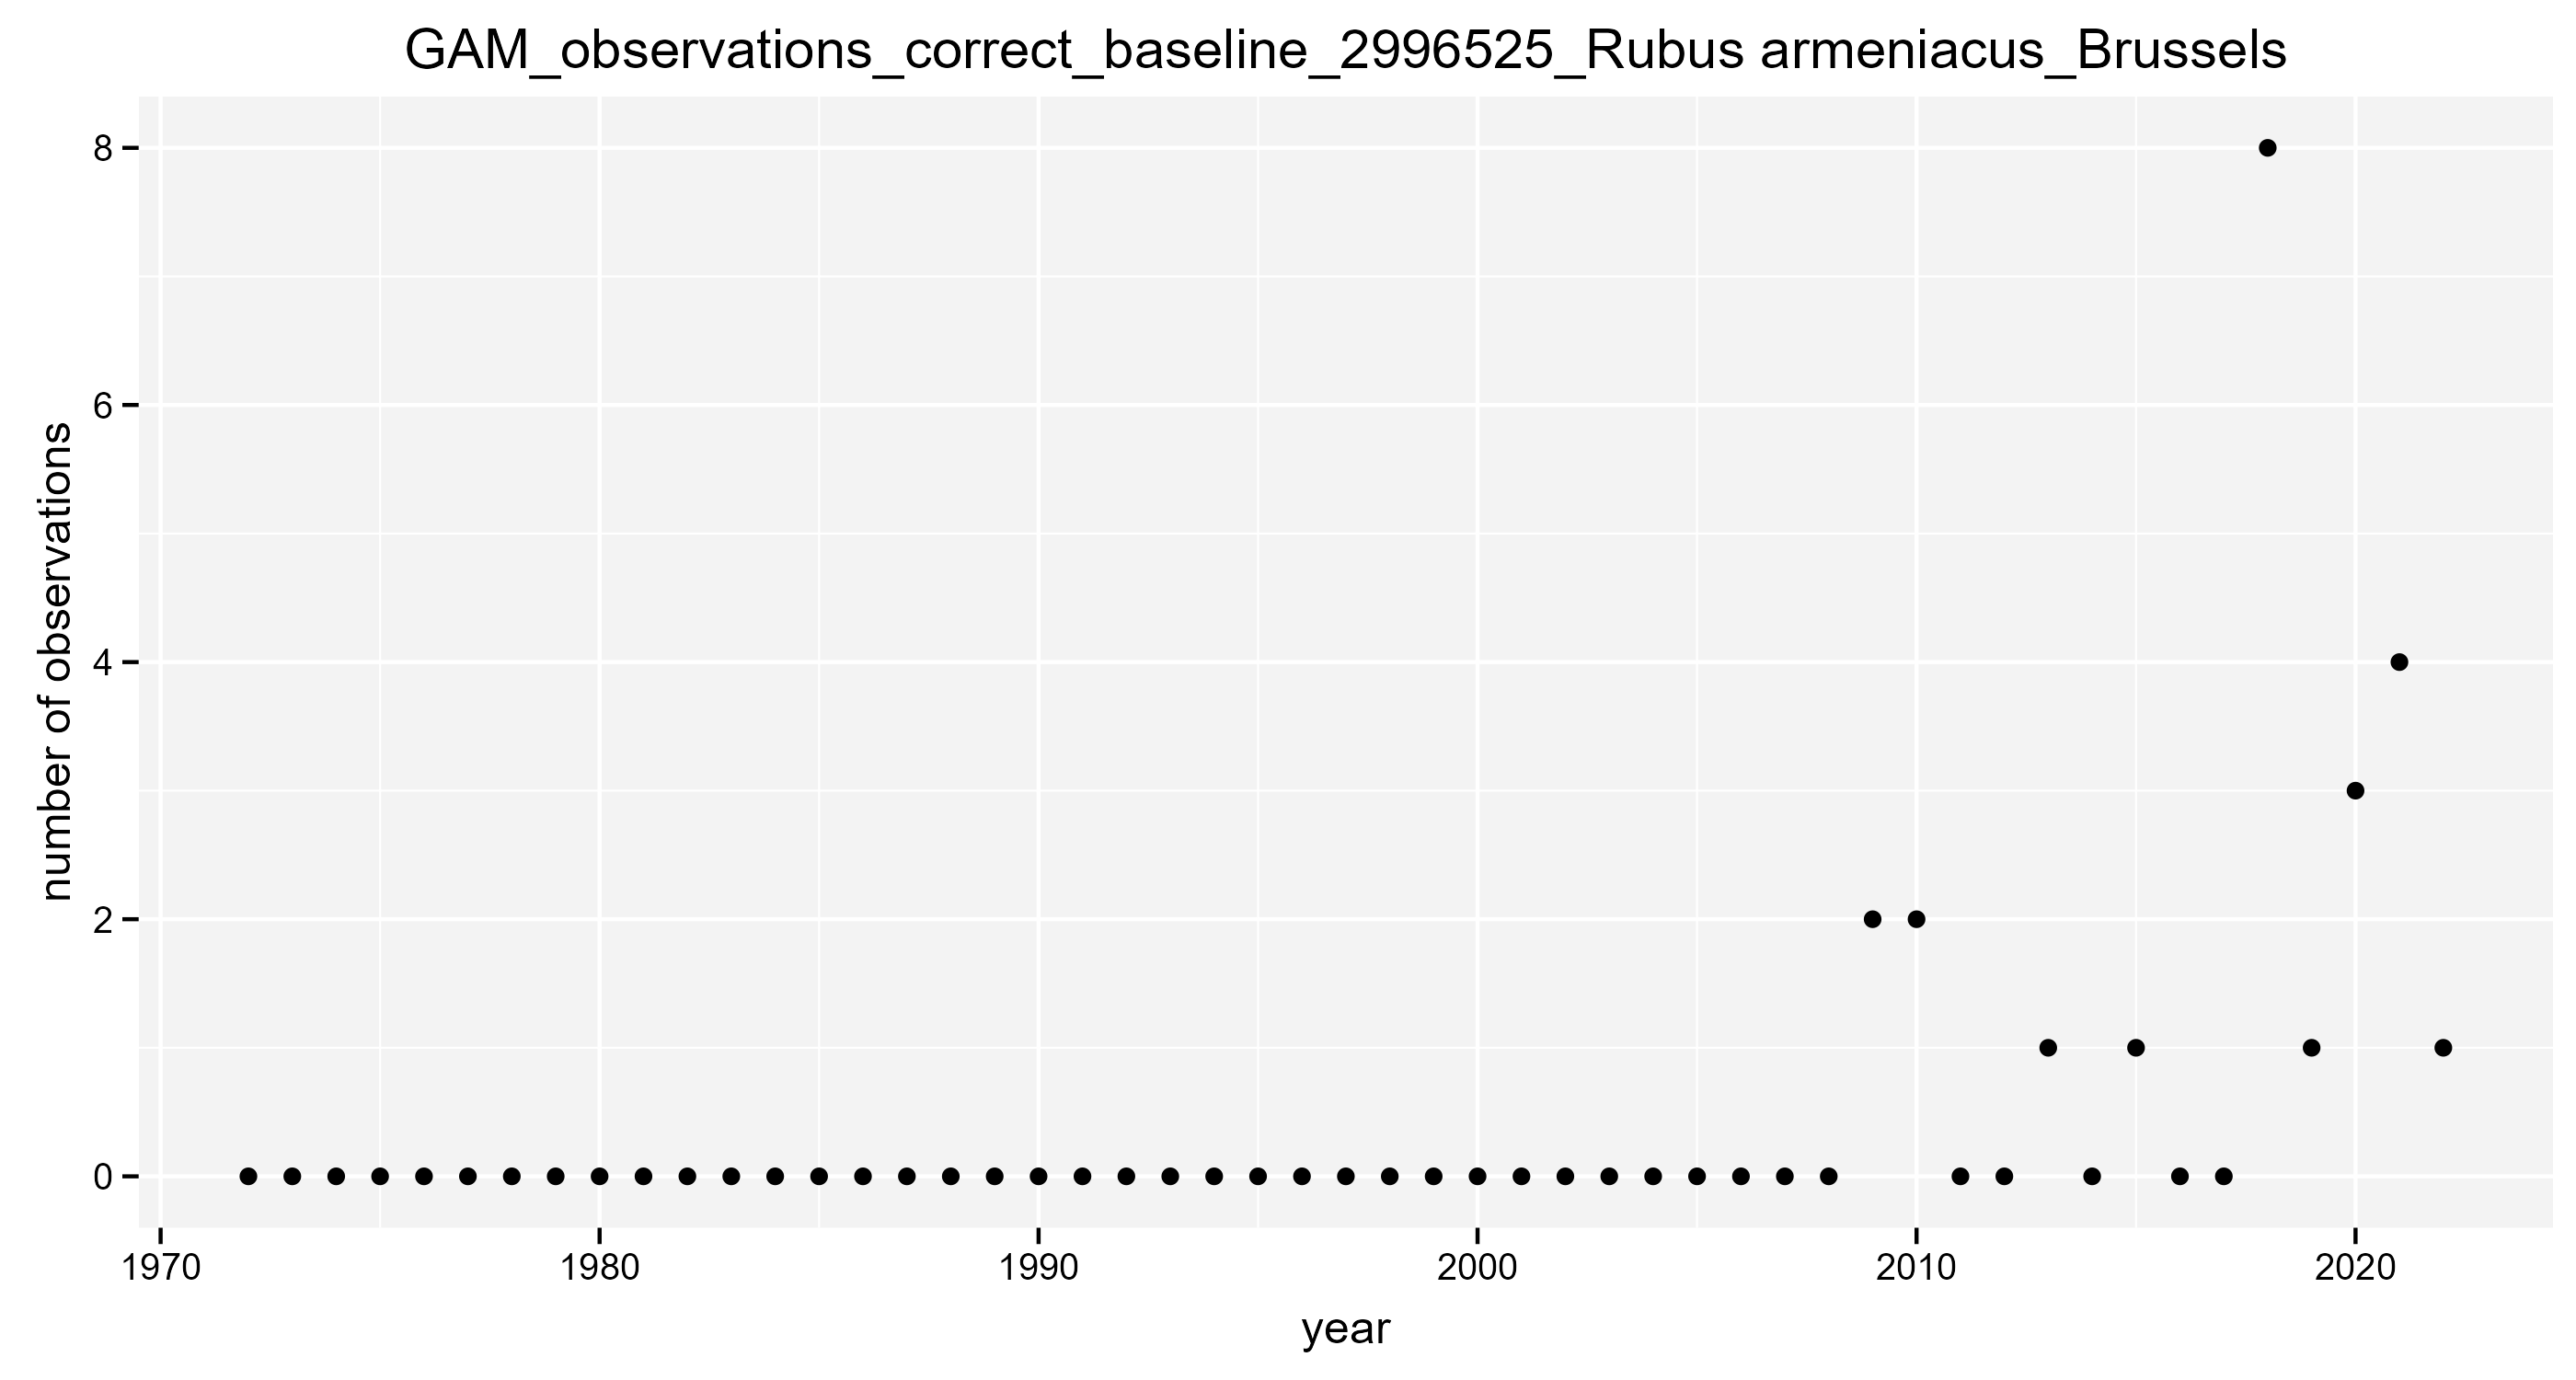 GAM_observations_correct_baseline_2996525_Rubus armeniacus_Brussels
number of observations
8
6
4
2
0
1970 1980 1990 2000 2010 2020
year